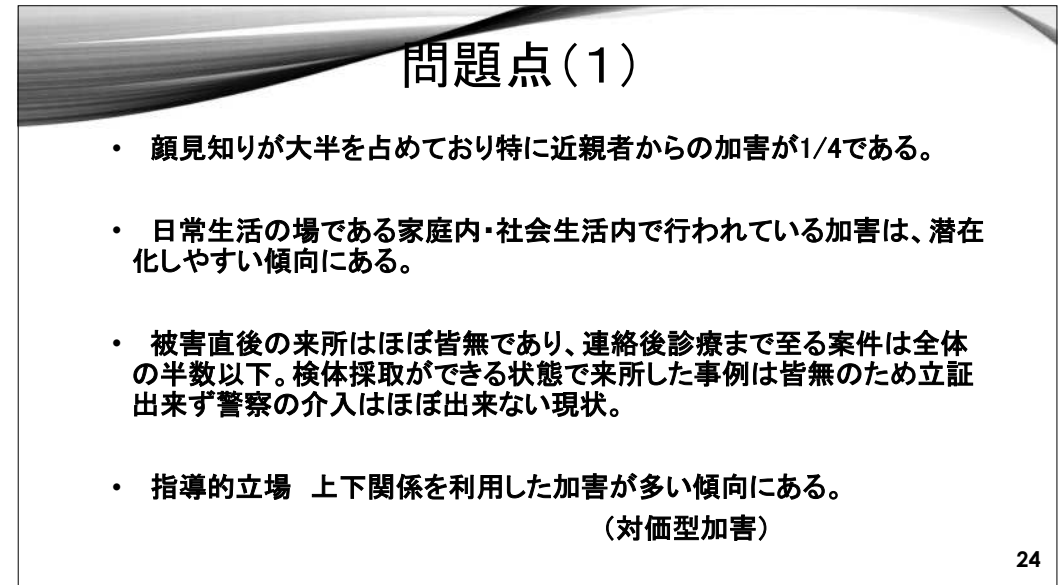 問題点（１）
・　顔見知りが大半を占めており特に近親者からの加害が1/4である。
・　日常生活の場である家庭内・社会生活内で行われている加害は、潜在
化しやすい傾向にある。
・　被害直後の来所はほぼ皆無であり、連絡後診療まで至る案件は全体
の半数以下。検体採取ができる状態で来所した事例は皆無のため立証
出来ず警察の介入はほぼ出来ない現状。
・　指導的立場　上下関係を利用した加害が多い傾向にある。
（対価型加害）
24